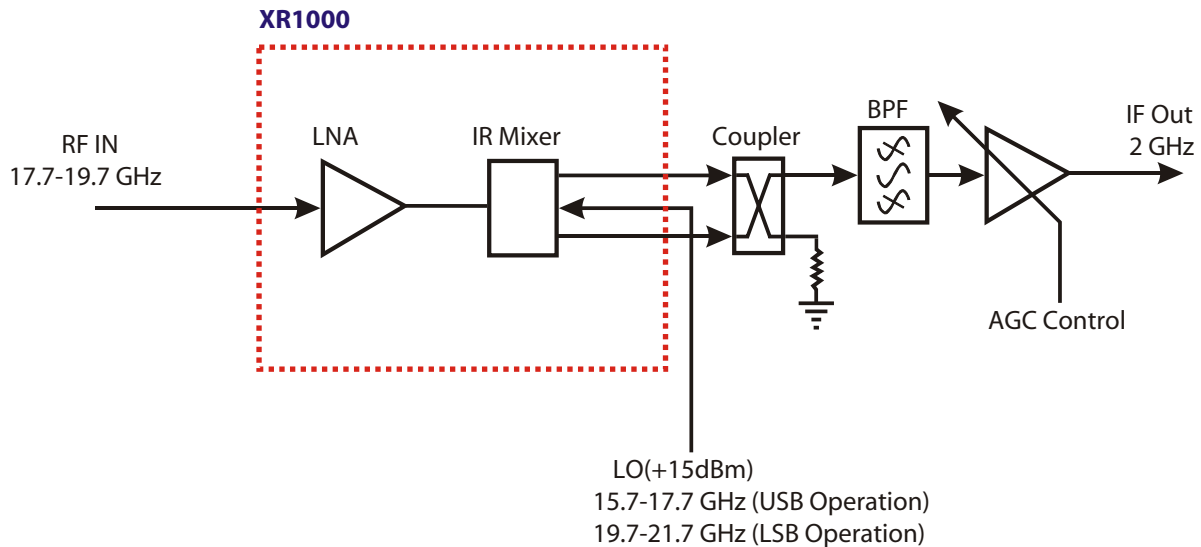 XR1000
RF IN
17.7-19.7 GHz
LNA
IR Mixer
Coupler
BPF
IF Out
2 GHz
AGC Control
LO(+15dBm)
15.7-17.7 GHz (USB Operation)
19.7-21.7 GHz (LSB Operation)